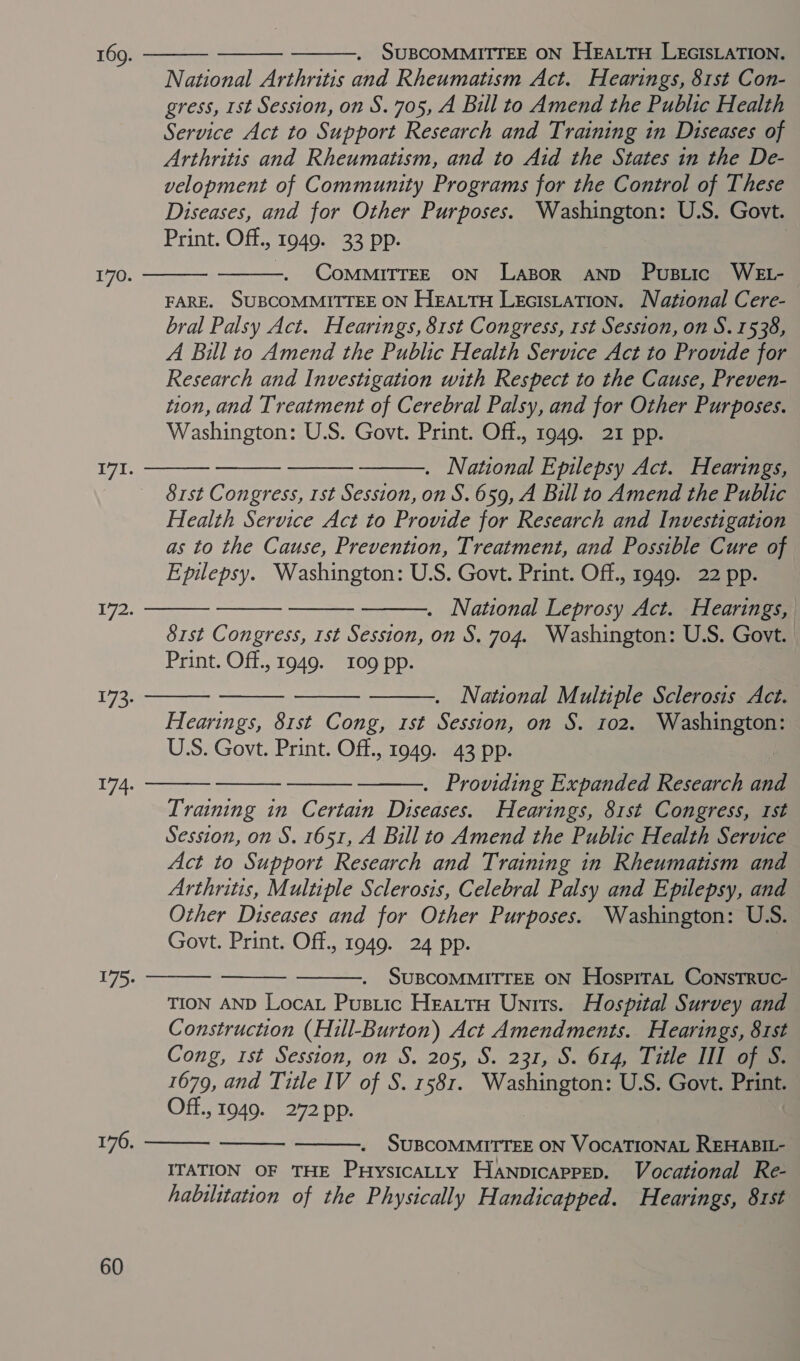 169. ——— ——— ———. SUBCOMMITTEE ON HEALTH LEGISLATION.
National Arthritis and Rheumatism Act. Hearings, 81st Con-
gress, 1st Session, on S. 705, A Bill to Amend the Public Health
Service Act to Support Research and Training in Diseases of
Arthritis and Rheumatism, and to Aid the States in the De-
velopment of Community Programs for the Control of These
Diseases, and for Other Purposes. Washington: U.S. Govt.
Print. Off., 1949. 33 pp.
170. ——— ———. COMMITTEE ON LABOR AND PUBLIC WEL-
FARE. SUBCOMMITTEE ON HEALTH LEGISLATION. National Cere-
bral Palsy Act. Hearings, 81st Congress, 1st Session, on S. 1538,
A Bill to Amend the Public Health Service Act to Provide for
Research and Investigation with Respect to the Cause, Preven-
tion, and Treatment of Cerebral Palsy, and for Other Purposes.
Washington: U.S. Govt. Print. Off., 1949. 21 pp.
171. ——— ——— ——— ———. National Epilepsy Act. Hearings,
81st Congress, 1st Session, on S. 659, A Bill to Amend the Public
Health Service Act to Provide for Research and Investigation
as to the Cause, Prevention, Treatment, and Possible Cure of
Epilepsy. Washington: U.S. Govt. Print. Off., 1949. 22 pp.
172. ——— ——— ——— ———. National Leprosy Act. Hearings,
81st Congress, 1st Session, on S. 704. Washington: U.S. Govt.
Print. Off., 1949. 109 pp.
173. ——— ——— ——— ———. National Multiple Sclerosis Act.
Hearings, 81st Cong, 1st Session, on S. 102. Washington:
U.S. Govt. Print. Off., 1949. 43 pp.
174. ——— ——— ——— ———. Providing Expanded Research and
Training in Certain Diseases. Hearings, 81st Congress, 1st
Session, on S. 1651, A Bill to Amend the Public Health Service
Act to Support Research and Training in Rheumatism and
Arthritis, Multiple Sclerosis, Celebral Palsy and Epilepsy, and
Other Diseases and for Other Purposes. Washington: U.S.
Govt. Print. Off., 1949. 24 pp.
175. ——— ——— ———. SUBCOMMITTEE ON HOSPITAL CONSTRUC-
TION AND LOCAL PUBLIC HEALTH UNITS. Hospital Survey and
Construction (Hill-Burton) Act Amendments. Hearings, 81st
Cong, 1st Session, on S. 205, S. 231, S. 614, Title III of S.
1679, and Title IV of S. 1581. Washington: U.S. Govt. Print.
Off., 1949. 272 pp.
176. ——— ——— ———. SUBCOMMITTEE ON VOCATIONAL REHABIL-
ITATION OF THE PHYSICALLY HANDICAPPED. Vocational Re-
habilitation of the Physically Handicapped. Hearings, 81st
60